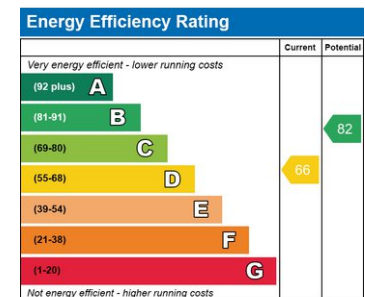 Energy Efficiency Rating
Current Potential
Very energy efficient - lower running costs
(92 plus) A
(81-91) B
82
(69-80) C
(55-68) D
66
(39-54) E
(21-38) F
(1-20) G
Not energy efficient - higher running costs